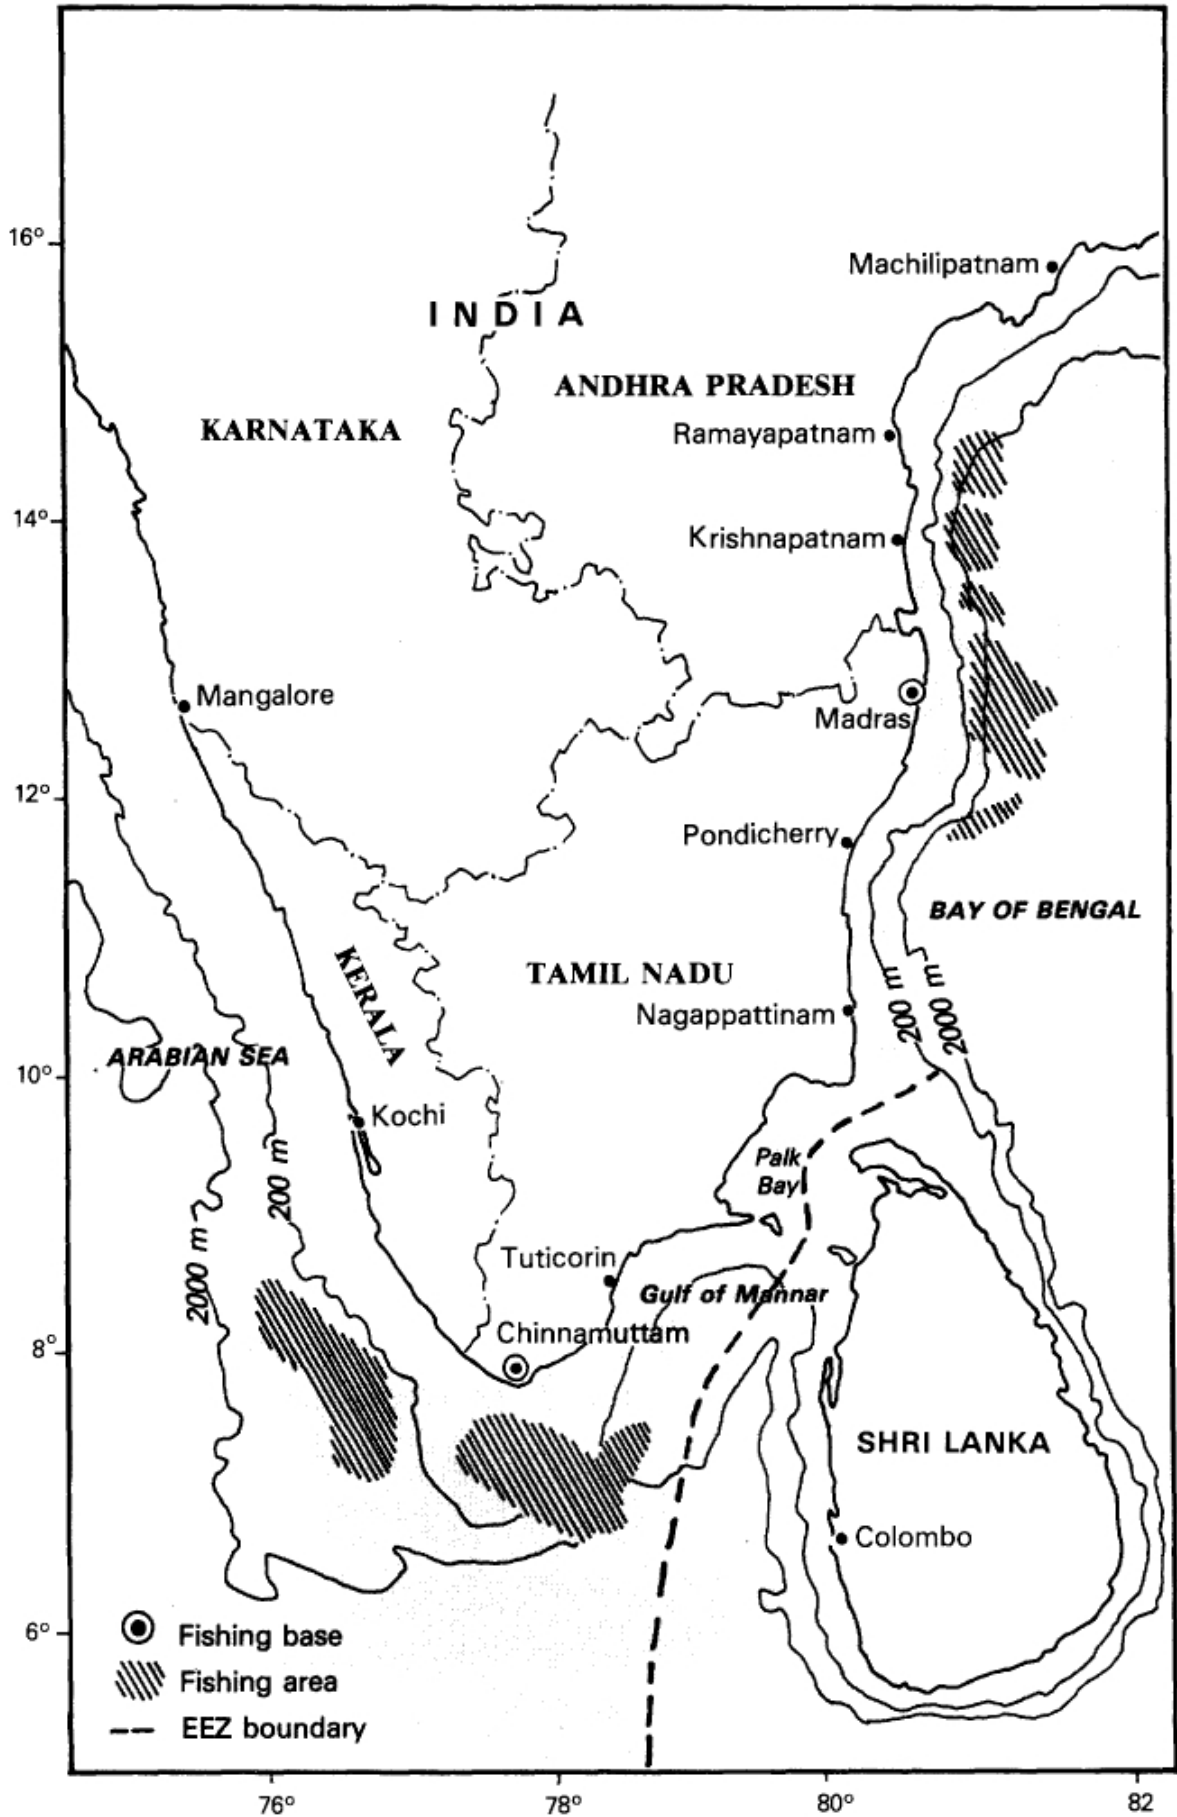 16°
Machilipatnam
INDIA
ANDHRA PRADESH
KARNATAKA
Ramayapatnam
14°
Krishnapatnam
Mangalore
Madras
12°
Pondicherry
BAY OF BENGAL
KERALA
TAMIL NADU
200 m
2000 m
Nagappattinam
ARABIAN SEA
10°
Kochi
Palk
Bay
200 m
2000 m
Tuticorin
Gulf of Mannar
Chinnamuttam
8°
SHRI LANKA
Colombo
6°
Fishing base
Fishing area
EEZ boundary
76°
78°
80°
82